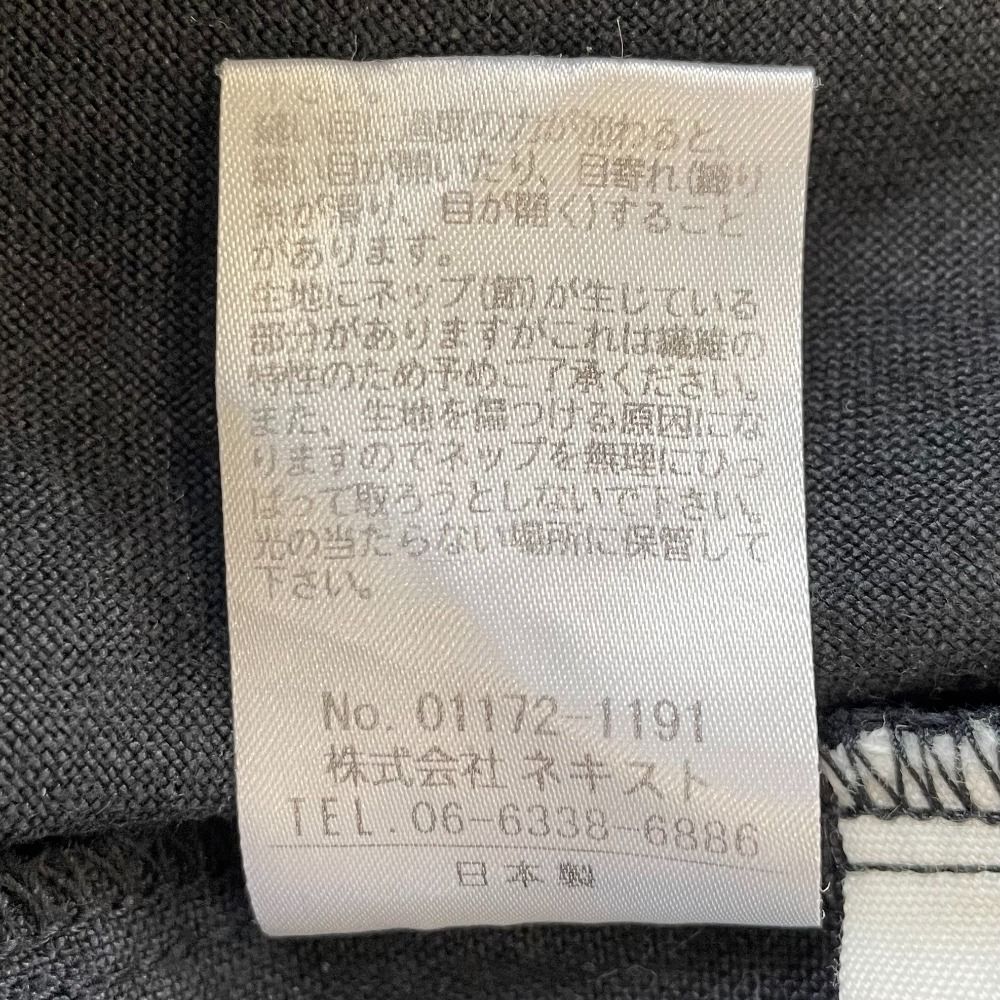 縫い目に過度の力が加わると、
縫い目が開いたり、目寄れ(織り
糸が滑り、目が開く)すること
があります。
生地にネップ(節)が生じている
部分がありますがこれは繊維の
特性のため予めご了承ください。
また、生地を傷つける原因にな
りますのでネップを無理にひっ
ぱって取ろうとしないで下さい。
光の当たらない場所に保管して
下さい。
No. 01172-1191
株式会社 ネキスト
TEL. 06-6338-6886
日本製